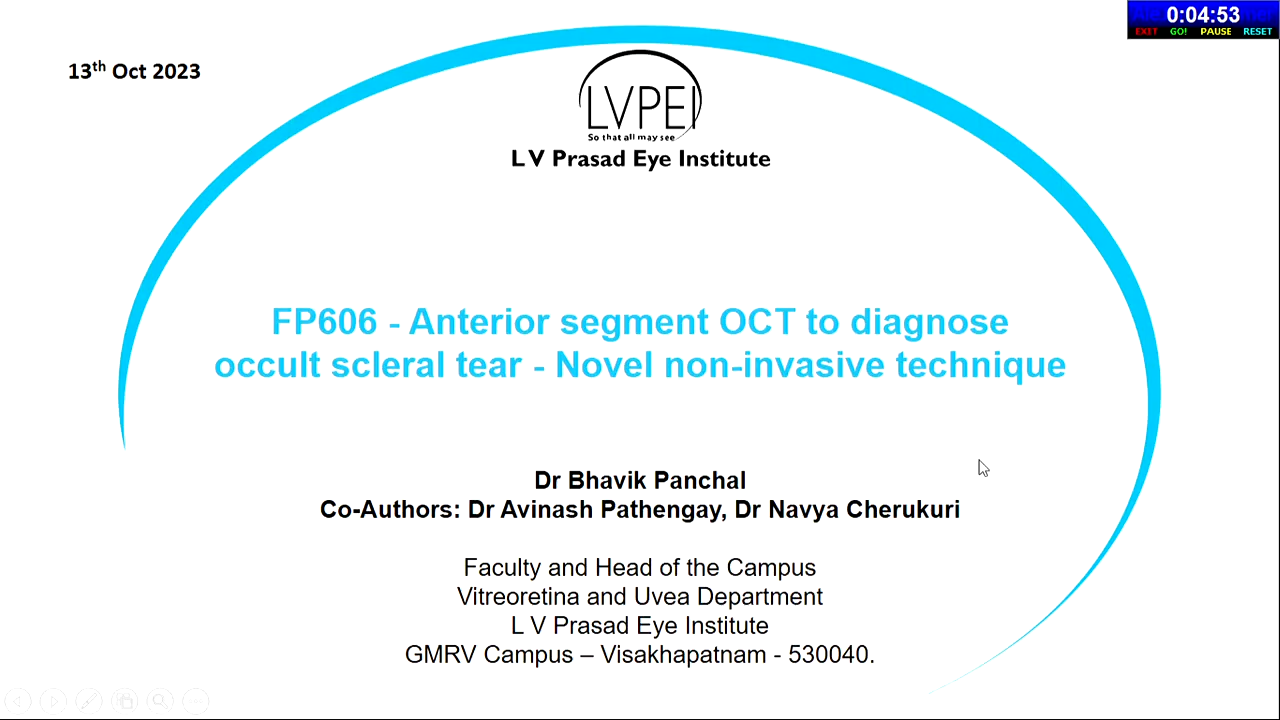 0:04:53
EXIT GO! PAUSE RESET
13th Oct 2023
LVPEI
So that all may see
L V Prasad Eye Institute
FP606 - Anterior segment OCT to diagnose
occult scleral tear - Novel non-invasive technique
Dr Bhavik Panchal
Co-Authors: Dr Avinash Pathengay, Dr Navya Cherukuri
Faculty and Head of the Campus
Vitreoretina and Uvea Department
L V Prasad Eye Institute
GMRV Campus – Visakhapatnam - 530040.